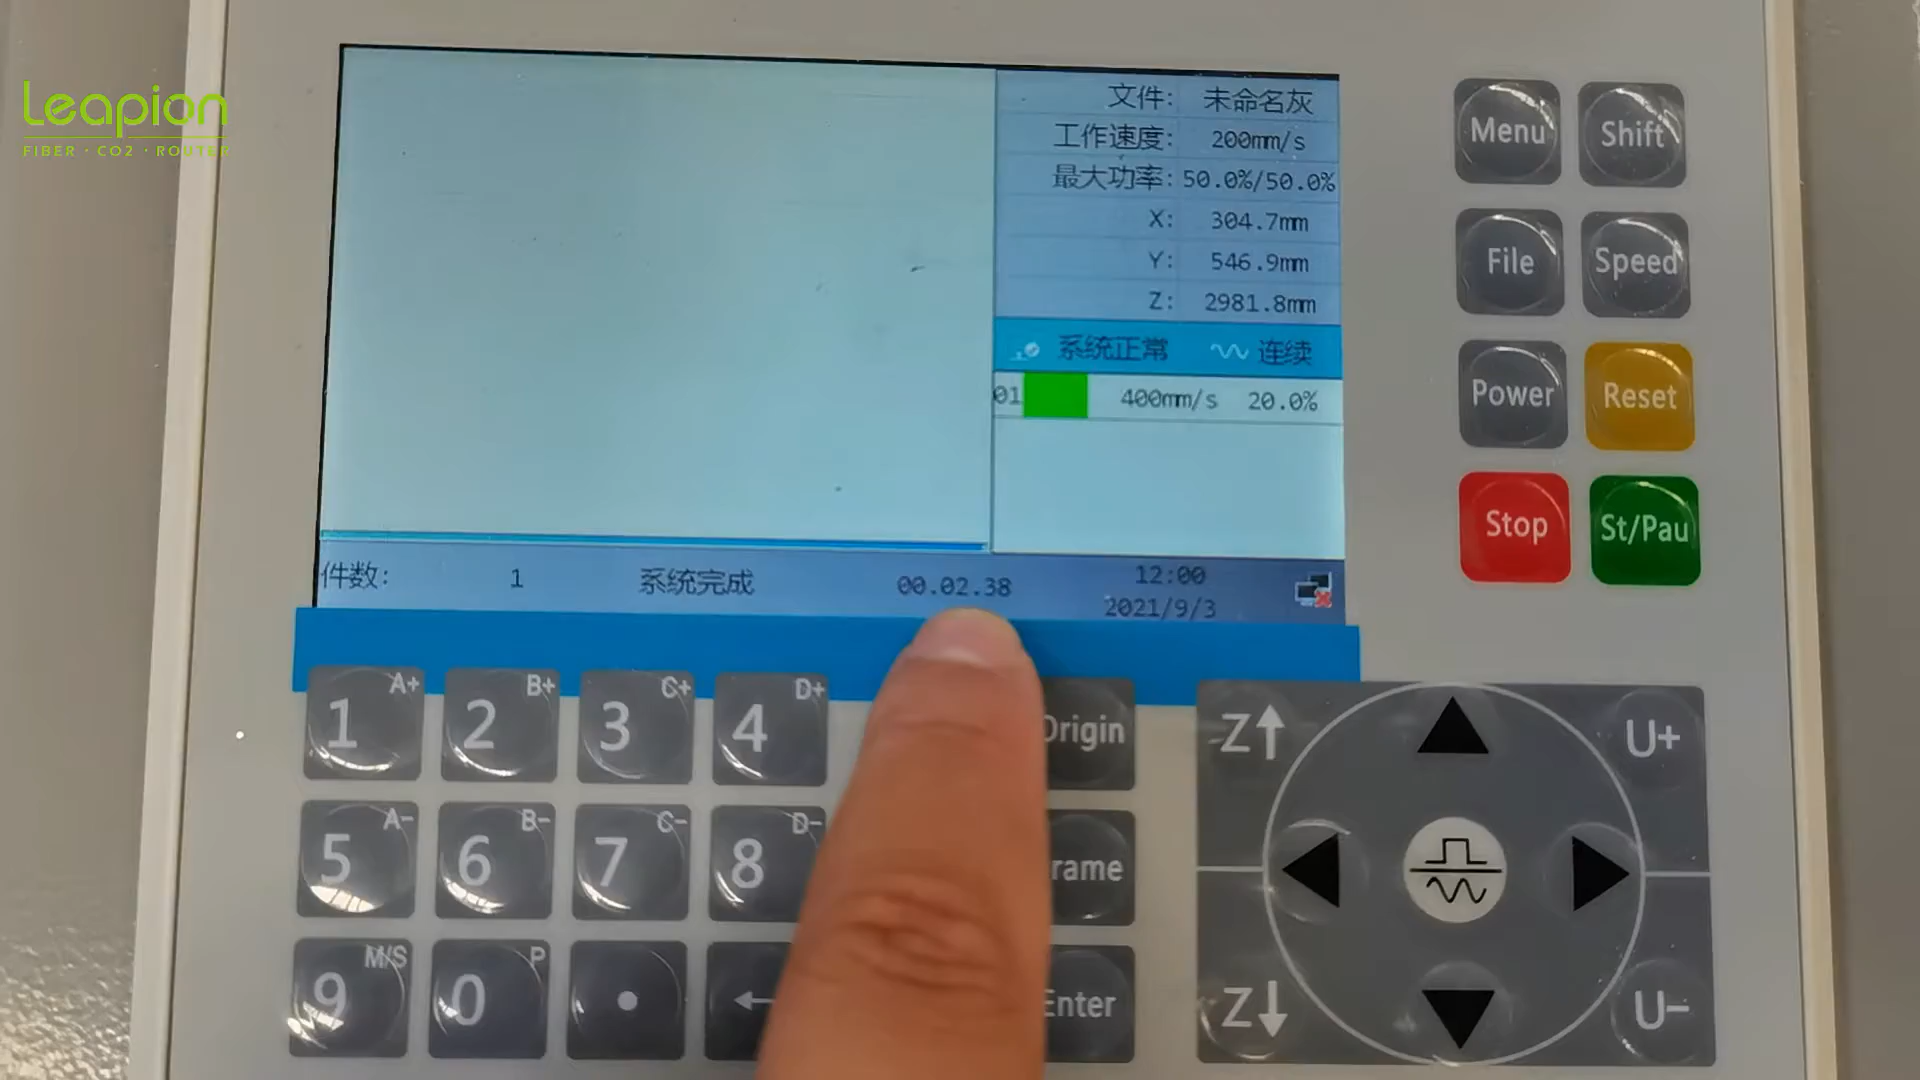 Leapion
FIBER · CO2 · ROUTER
文件: 未命名灰
工作速度: 200mm/s
最大功率: 50.0%/50.0%
X: 304.7mm
Y: 546.9mm
Z: 2981.8mm
系统正常 连续
01 400mm/s 20.0%
件数: 1 系统完成 00.02.38 12:00
2021/9/3
Menu Shift
File Speed
Power Reset
Stop St/Pau
1 A+ 2 B+ 3 C+ 4 D+ Origin
5 A- 6 B- 7 C- 8 D- rame
9 M/S 0 P • ← Enter
Z↑ U+
Z↓ U-